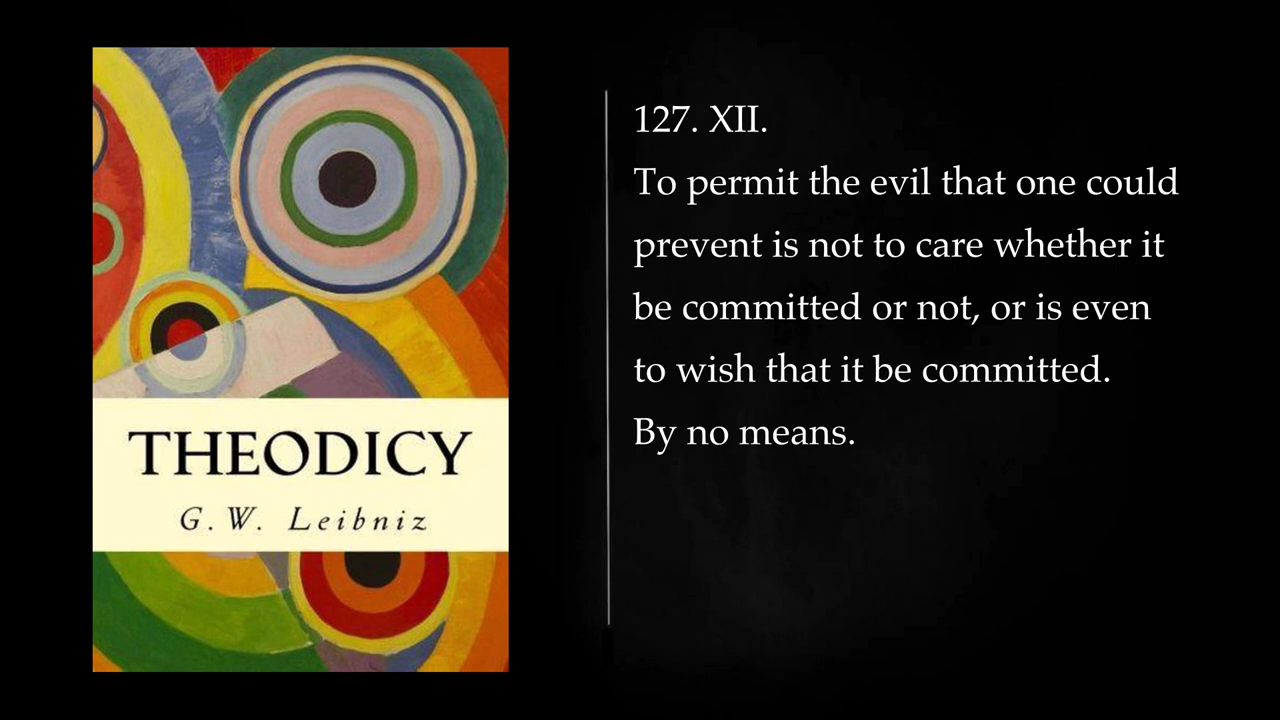 THEODICY
G. W. Leibniz
127. XII.
To permit the evil that one could
prevent is not to care whether it
be committed or not, or is even
to wish that it be committed.
By no means.